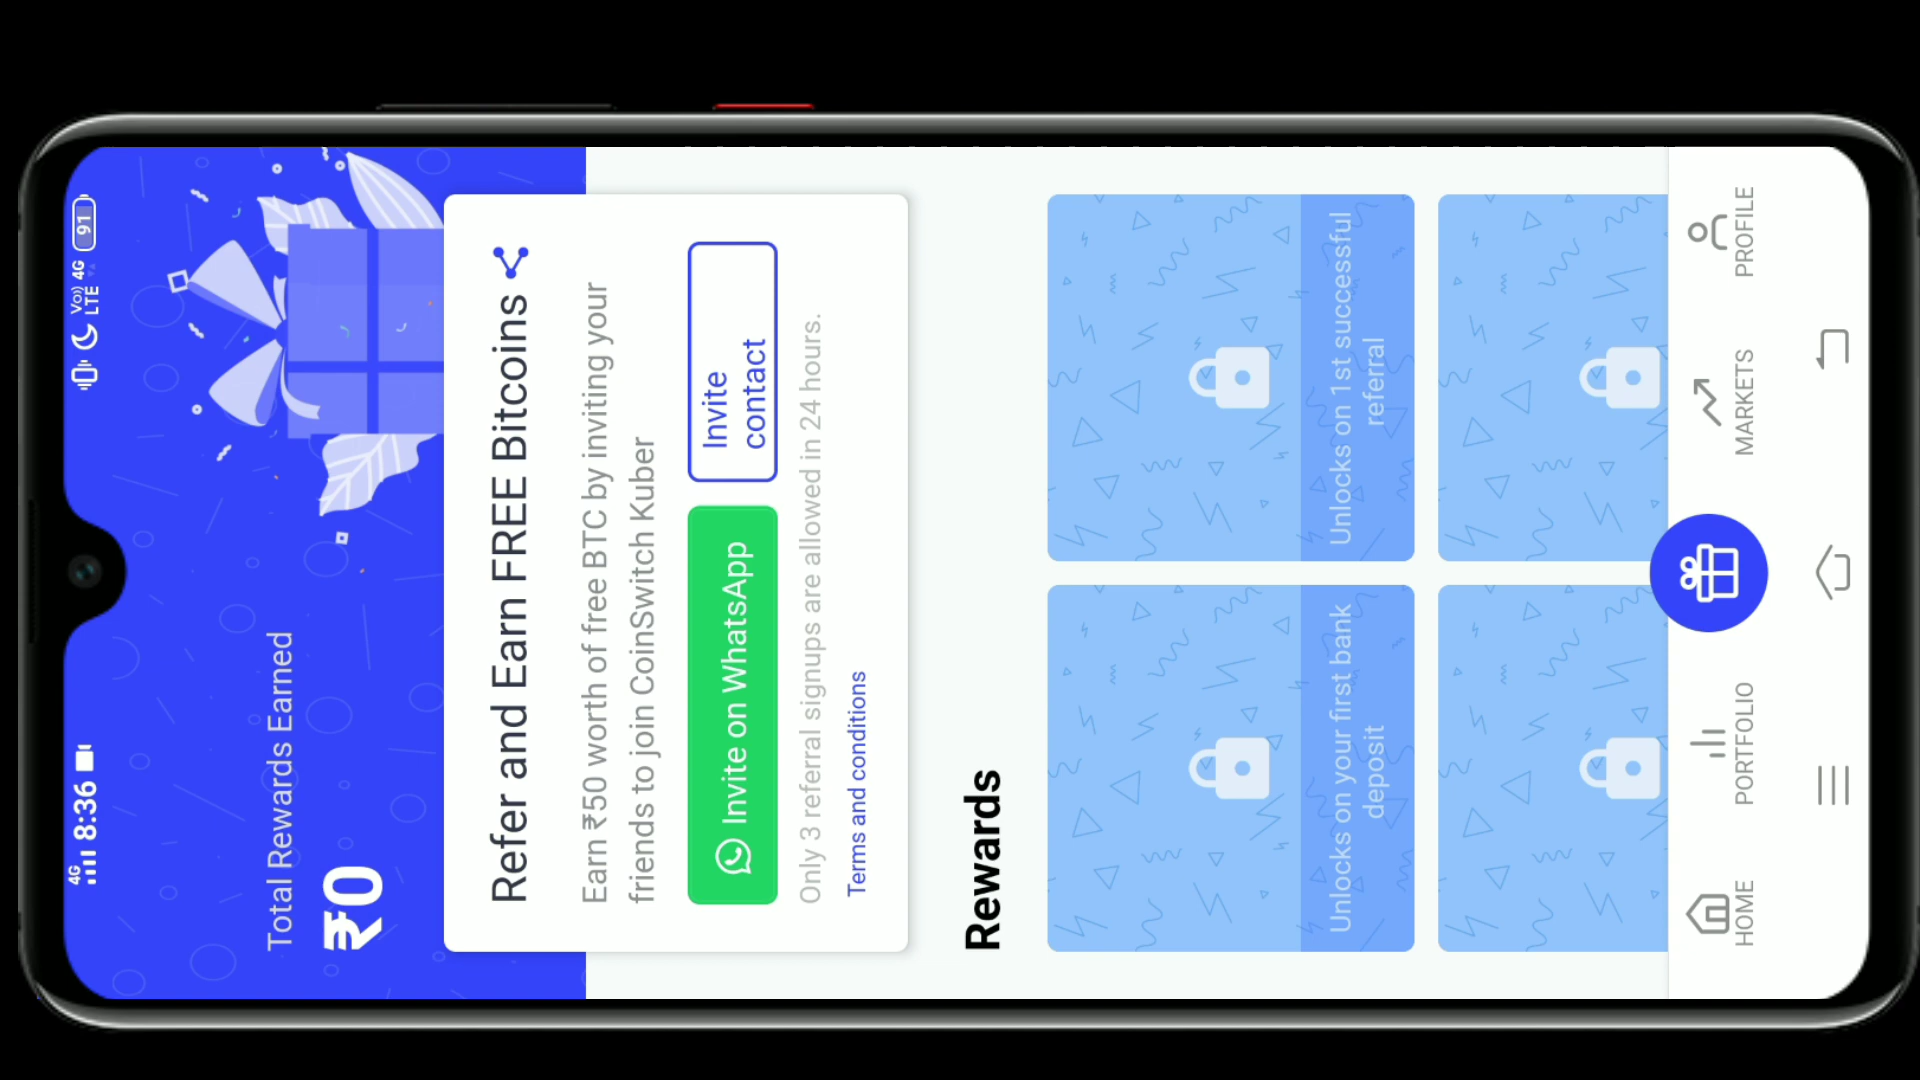 4G 8:36
Vo)) 4G
LTE
91
Total Rewards Earned
₹0
Refer and Earn FREE Bitcoins
Earn ₹50 worth of free BTC by inviting your
friends to join CoinSwitch Kuber
Invite on WhatsApp
Invite
contact
Only 3 referral signups are allowed in 24 hours.
Terms and conditions
Rewards
Unlocks on your first bank
deposit
Unlocks on 1st successful
referral
HOME
PORTFOLIO
MARKETS
PROFILE